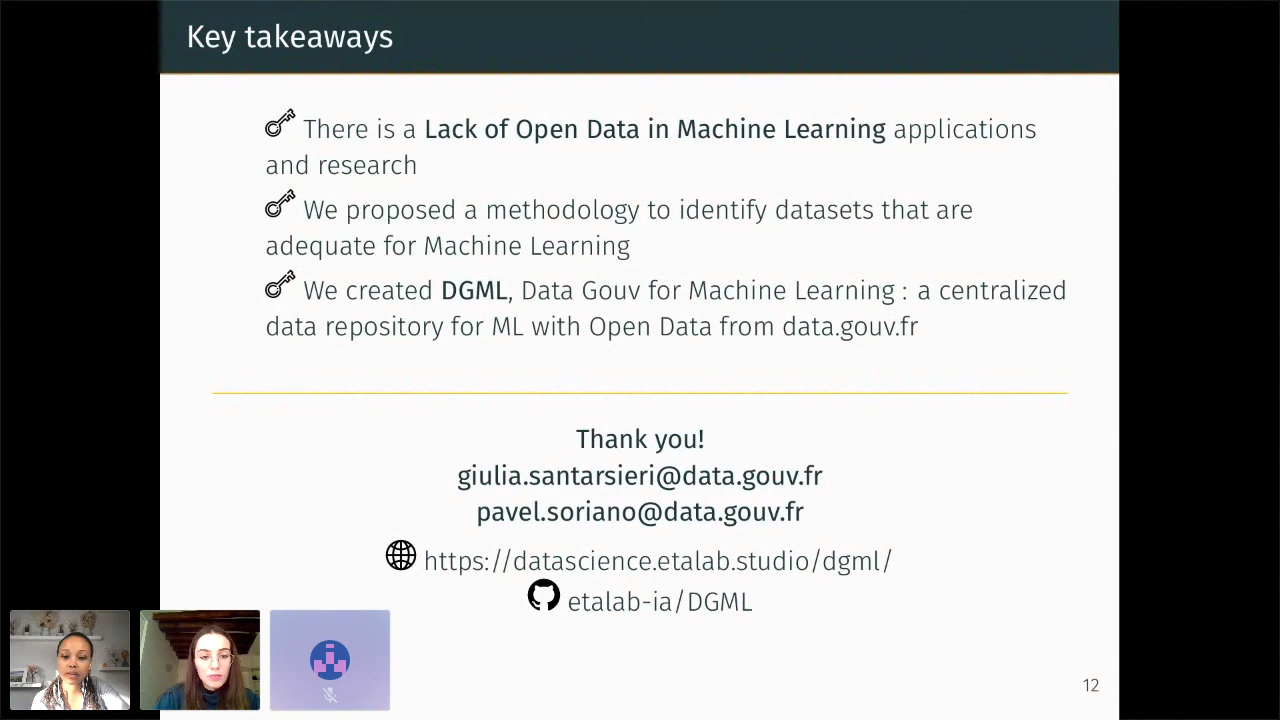 Key takeaways
There is a Lack of Open Data in Machine Learning applications
and research
We proposed a methodology to identify datasets that are
adequate for Machine Learning
We created DGML, Data Gouv for Machine Learning : a centralized
data repository for ML with Open Data from data.gouv.fr
Thank you!
giulia.santarsieri@data.gouv.fr
pavel.soriano@data.gouv.fr
https://datascience.etalab.studio/dgml/
etalab-ia/DGML
12